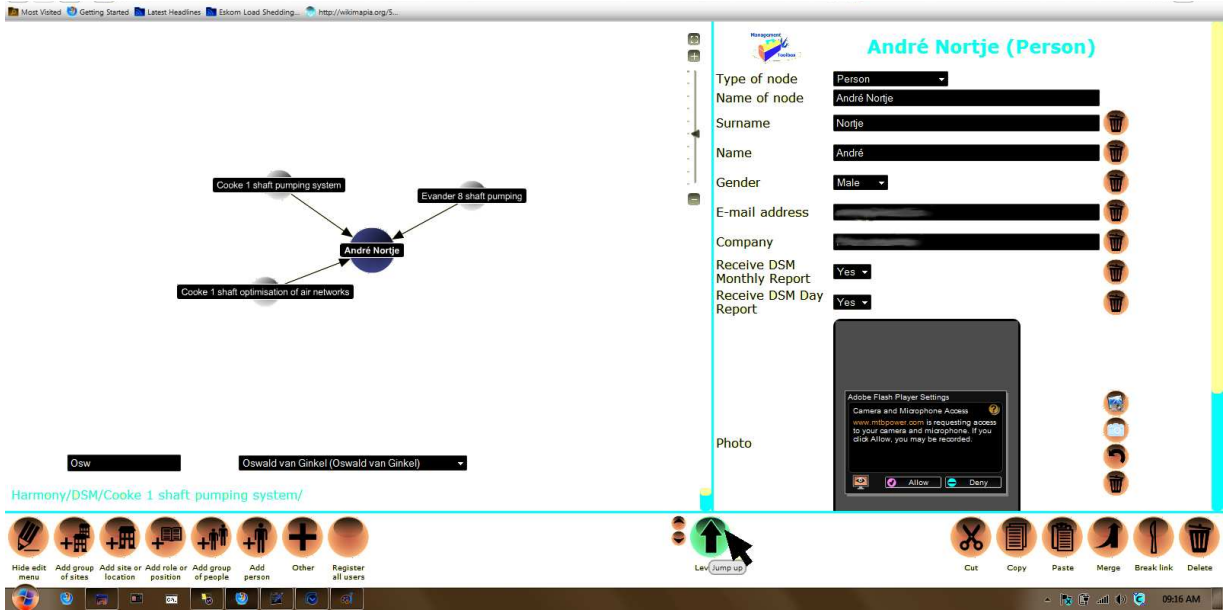 Most Visited Getting Started Latest Headlines Eskom Load Shedding... http://wikimapia.org/5...
Management
Toolbox
André Nortje (Person)
Type of node Person
Name of node André Nortje
Surname Nortje
Name André
Gender Male
E-mail address
Company
Receive DSM
Monthly Report Yes
Receive DSM Day
Report Yes
Photo
Adobe Flash Player Settings
Camera and Microphone Access
www.mtbpower.com is requesting access
to your camera and microphone. If you
click Allow, you may be recorded.
Allow Deny
Cooke 1 shaft pumping system
Evander 8 shaft pumping
André Nortje
Cooke 1 shaft optimisation of air networks
Osw Oswald van Ginkel (Oswald van Ginkel)
Harmony/DSM/Cooke 1 shaft pumping system/
Hide edit
menu
Add group
of sites
Add site or
location
Add role or
position
Add group
of people
Add
person
Other
Register
all users
Lev
Jump up
Cut
Copy
Paste
Merge
Break link
Delete
09:16 AM